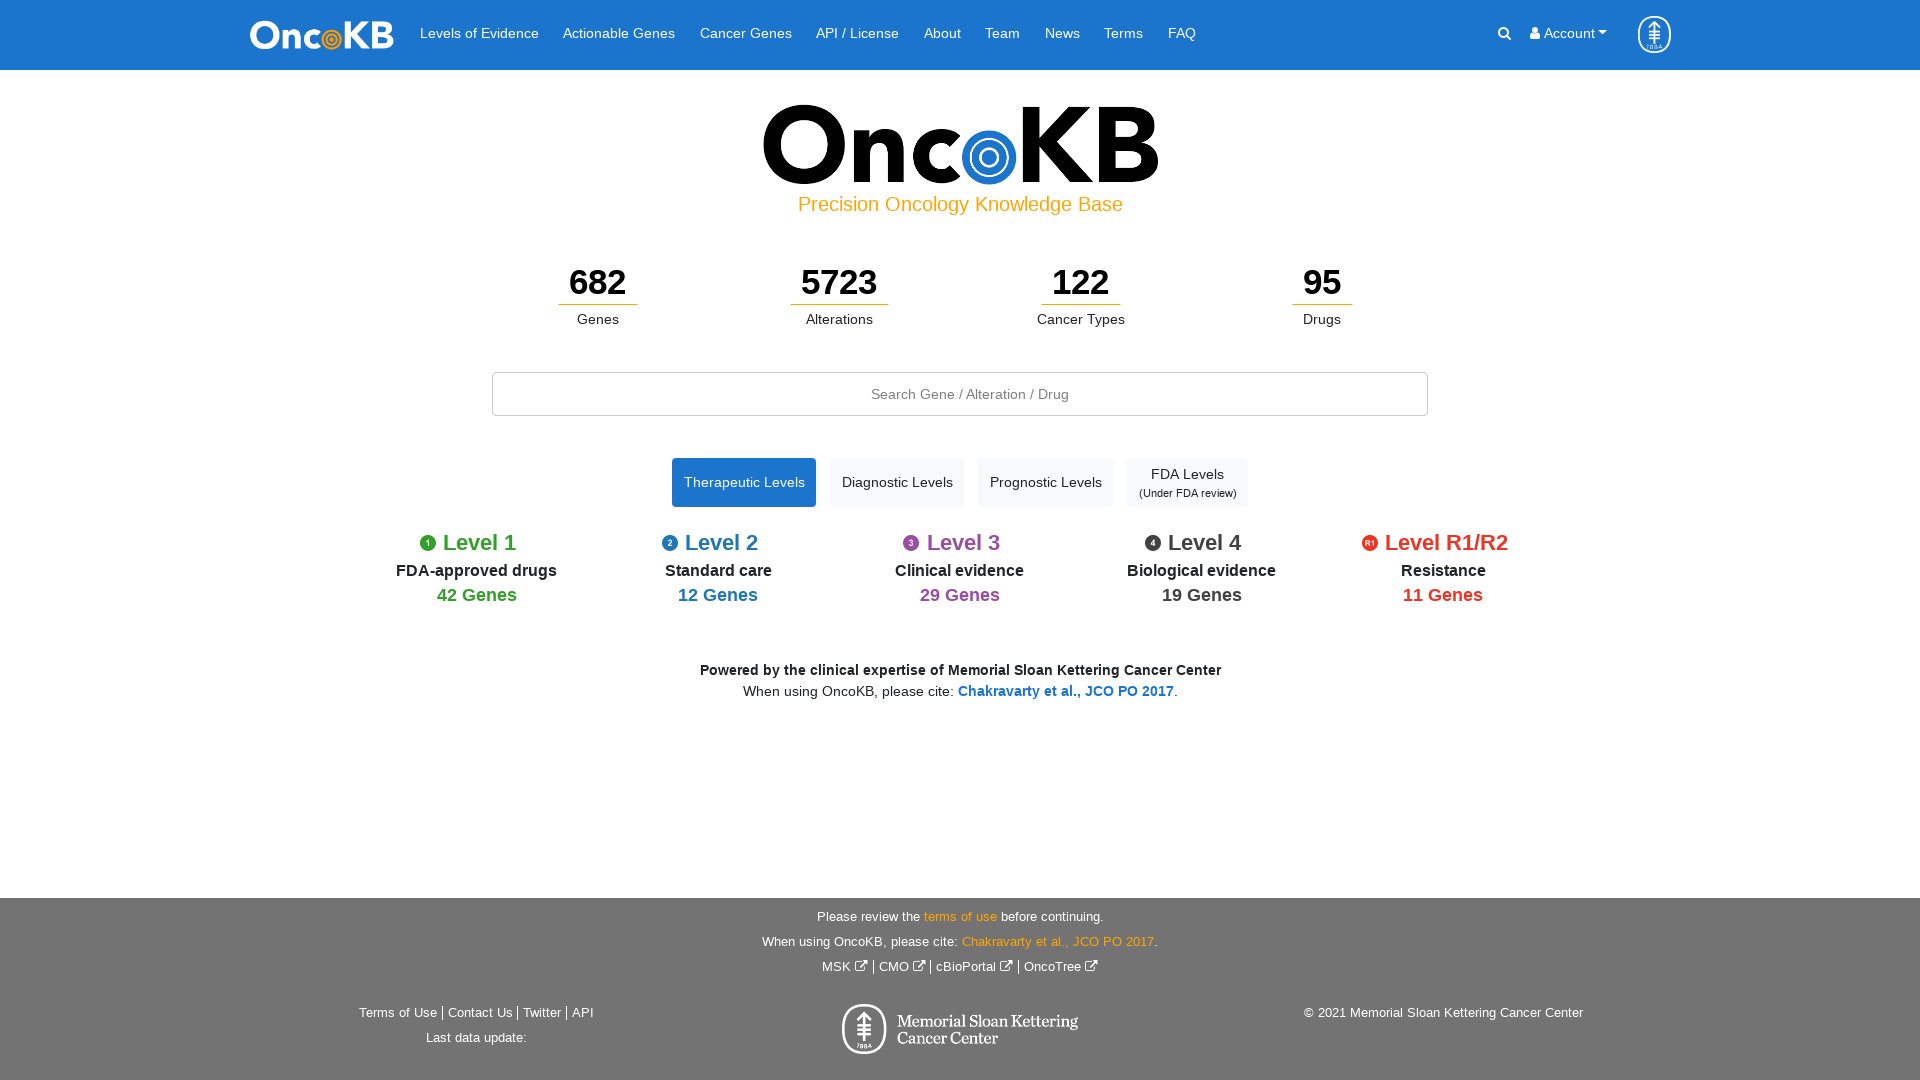 OncoKB Levels of Evidence Actionable Genes Cancer Genes API / License About Team News Terms FAQ Account
1884
OncoKB
Precision Oncology Knowledge Base
682 5723 122 95
Genes Alterations Cancer Types Drugs
Search Gene / Alteration / Drug
Therapeutic Levels Diagnostic Levels Prognostic Levels FDA Levels
(Under FDA review)
1 Level 1 2 Level 2 3 Level 3 4 Level 4 R1 Level R1/R2
FDA-approved drugs Standard care Clinical evidence Biological evidence Resistance
42 Genes 12 Genes 29 Genes 19 Genes 11 Genes
Powered by the clinical expertise of Memorial Sloan Kettering Cancer Center
When using OncoKB, please cite: Chakravarty et al., JCO PO 2017.
Please review the terms of use before continuing.
When using OncoKB, please cite: Chakravarty et al., JCO PO 2017.
MSK | CMO | cBioPortal | OncoTree
Terms of Use | Contact Us | Twitter | API
Last data update:
Memorial Sloan Kettering
Cancer Center
1884
© 2021 Memorial Sloan Kettering Cancer Center